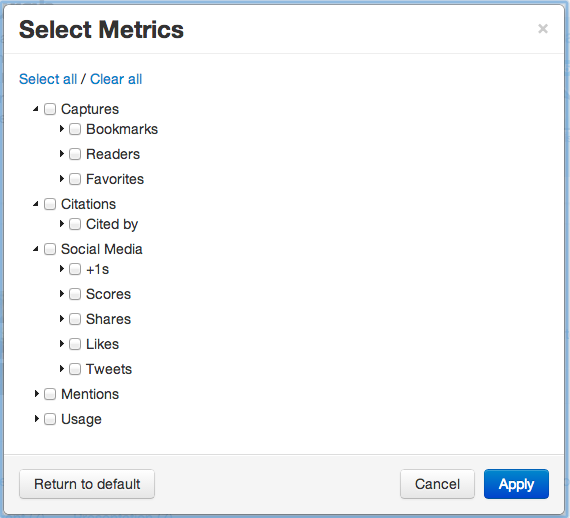 Select Metrics
×
Select all / Clear all
Captures
Bookmarks
Readers
Favorites
Citations
Cited by
Social Media
+1s
Scores
Shares
Likes
Tweets
Mentions
Usage
Return to default
Cancel
Apply